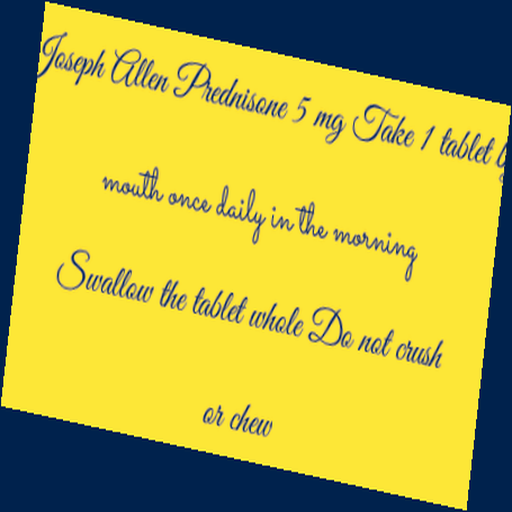 Joseph Allen Prednisone 5 mg Take 1 tablet
mouth once daily in the morning
Swallow the tablet whole Do not crush
or chew